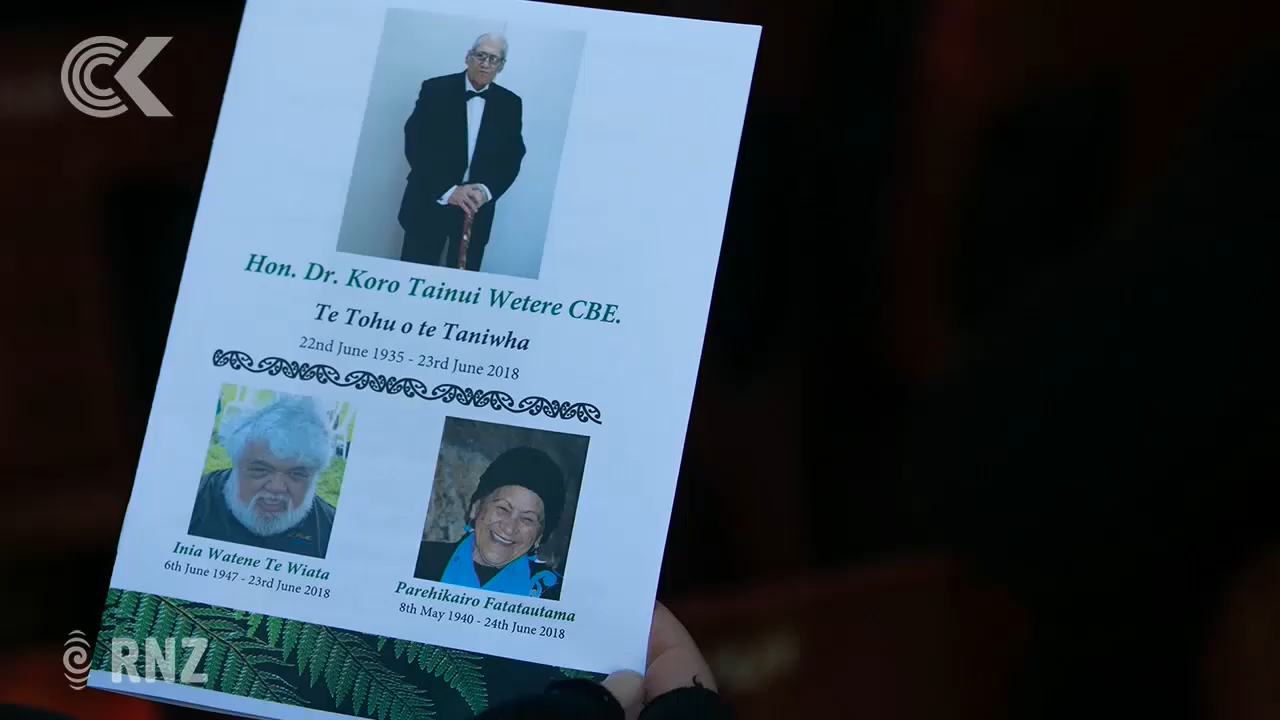 CK
Hon. Dr. Koro Tainui Wetere CBE.
Te Tohu o te Taniwha
22nd June 1935 - 23rd June 2018
Inia Watene Te Wiata
6th June 1947 - 23rd June 2018
Parehikairo Fatatautama
8th May 1940 - 24th June 2018
RNZ